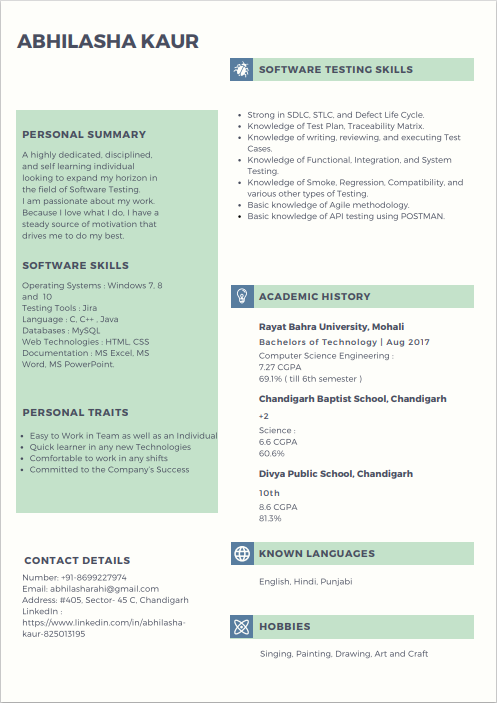 ABHILASHA KAUR
PERSONAL SUMMARY
A highly dedicated, disciplined,
and self learning individual
looking to expand my horizon in
the field of Software Testing.
I am passionate about my work.
Because I love what I do. I have a
steady source of motivation that
drives me to do my best.
SOFTWARE SKILLS
Operating Systems : Windows 7, 8
and  10
Testing Tools : Jira
Language : C, C++ , Java
Databases : MySQL
Web Technologies : HTML, CSS
Documentation : MS Excel, MS
Word, MS PowerPoint.
PERSONAL TRAITS
• Easy to Work in Team as well as an Individual
• Quick learner in any new Technologies
• Comfortable to work in any shifts
• Committed to the Company's Success
CONTACT DETAILS
Number: +91-8699227974
Email: abhilasharahi@gmail.com
Address: #405, Sector- 45 C, Chandigarh
LinkedIn :
https://www.linkedin.com/in/abhilasha-
kaur-825013195
SOFTWARE TESTING SKILLS
• Strong in SDLC, STLC, and Defect Life Cycle.
• Knowledge of Test Plan, Traceability Matrix.
• Knowledge of writing, reviewing, and executing Test
Cases.
• Knowledge of Functional, Integration, and System
Testing.
• Knowledge of Smoke, Regression, Compatibility, and
various other types of Testing.
• Basic knowledge of Agile methodology.
• Basic knowledge of API testing using POSTMAN.
ACADEMIC HISTORY
Rayat Bahra University, Mohali
Bachelors of Technology | Aug 2017
Computer Science Engineering :
7.27 CGPA
69.1% ( till 6th semester )
Chandigarh Baptist School, Chandigarh
+2
Science :
6.6 CGPA
60.6%
Divya Public School, Chandigarh
10th
8.6 CGPA
81.3%
KNOWN LANGUAGES
English, Hindi, Punjabi
HOBBIES
Singing, Painting, Drawing, Art and Craft